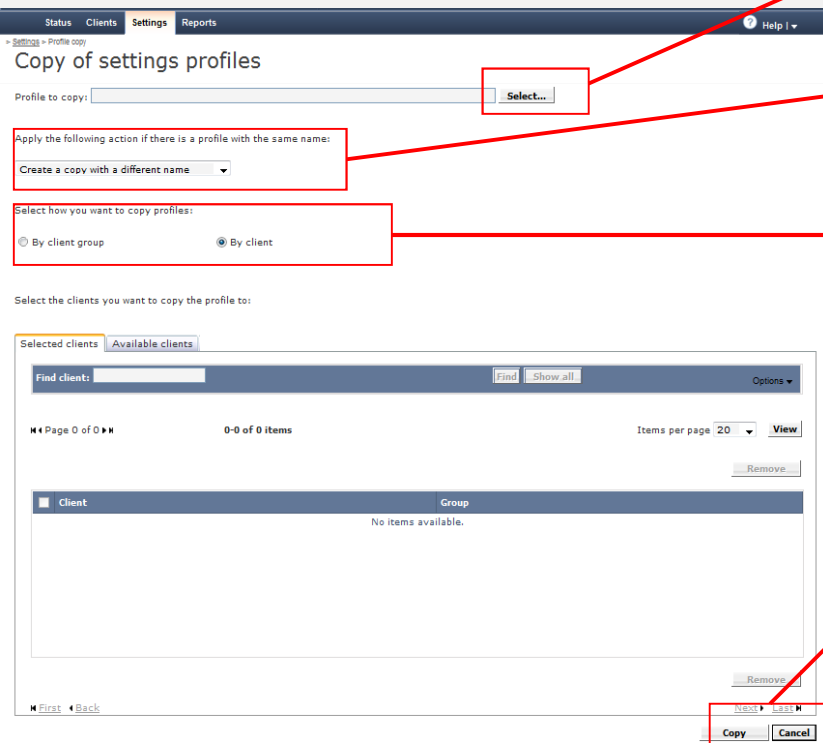 Status Clients Settings Reports ? Help |
Settings > Profile copy
Copy of settings profiles
Profile to copy: Select...
Apply the following action if there is a profile with the same name:
Create a copy with a different name
Select how you want to copy profiles:
By client group By client
Select the clients you want to copy the profile to:
Selected clients Available clients
Find client: Find Show all Options
Page 0 of 0 0-0 of 0 items Items per page 20 View
Remove
Client Group
No items available.
Remove
First Back Next Last
Copy Cancel